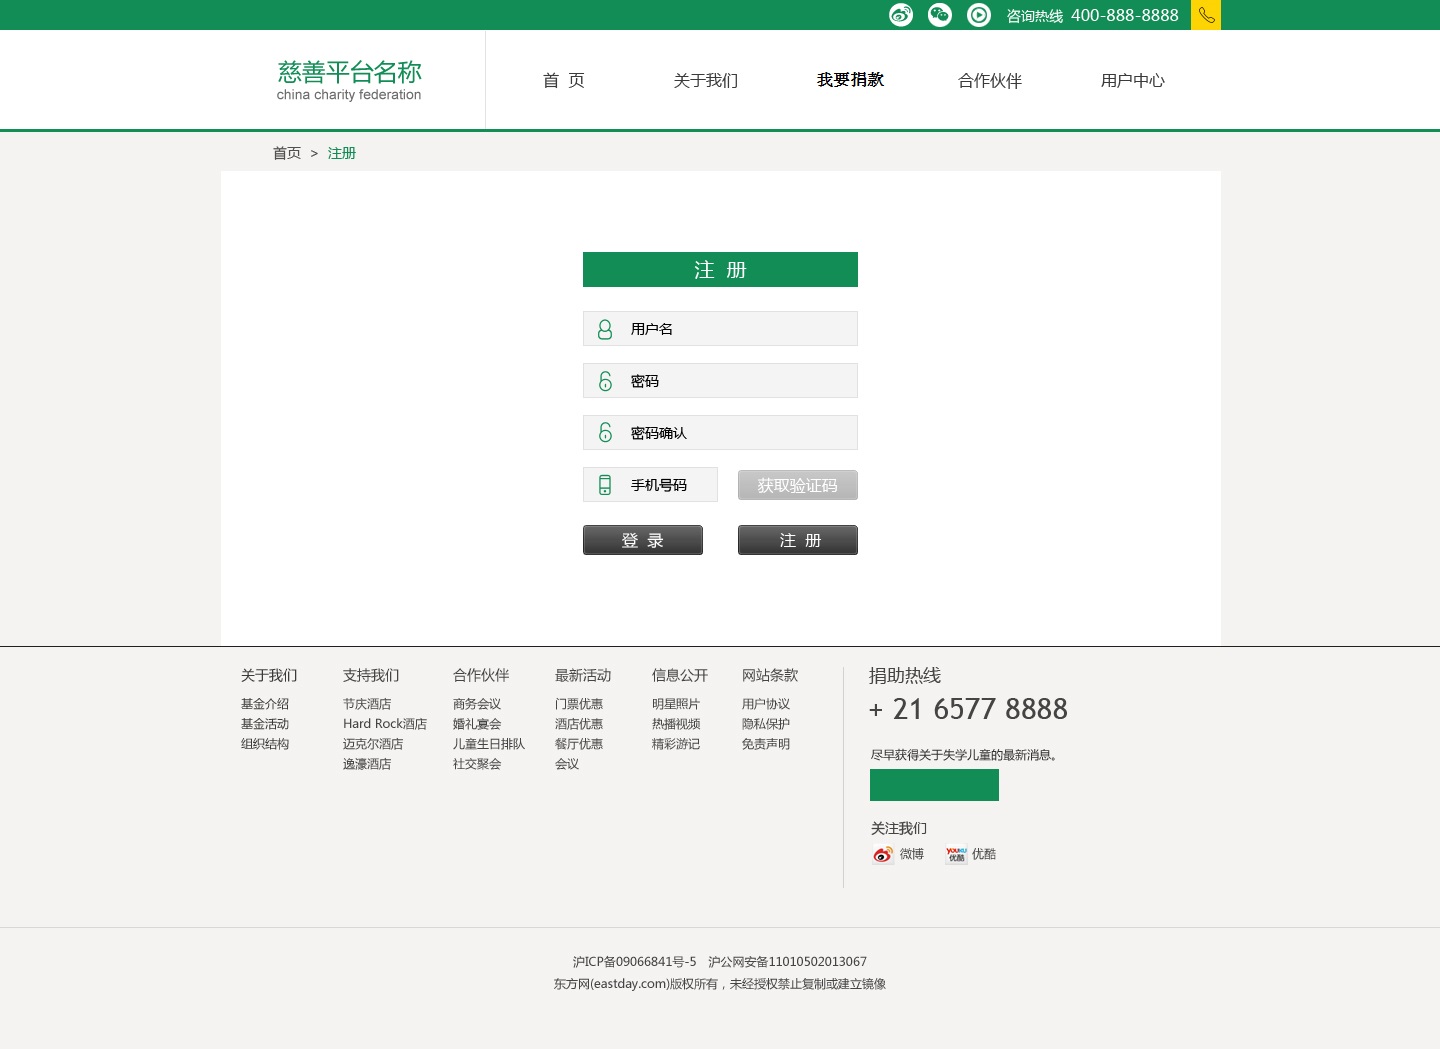 咨询热线 400-888-8888
慈善平台名称
china charity federation
首 页 关于我们 我要捐款 合作伙伴 用户中心
首页 > 注册
注 册
用户名
密码
密码确认
手机号码 获取验证码
登 录 注 册
关于我们
基金介绍
基金活动
组织结构
支持我们
节庆酒店
Hard Rock酒店
迈克尔酒店
逸濠酒店
合作伙伴
商务会议
婚礼宴会
儿童生日排队
社交聚会
最新活动
门票优惠
酒店优惠
餐厅优惠
会议
信息公开
明星照片
热播视频
精彩游记
网站条款
用户协议
隐私保护
免责声明
捐助热线
+ 21 6577 8888
尽早获得关于失学儿童的最新消息。
关注我们
微博 YOUKU 优酷 优酷
沪ICP备09066841号-5 沪公网安备11010502013067
东方网(eastday.com)版权所有，未经授权禁止复制或建立镜像